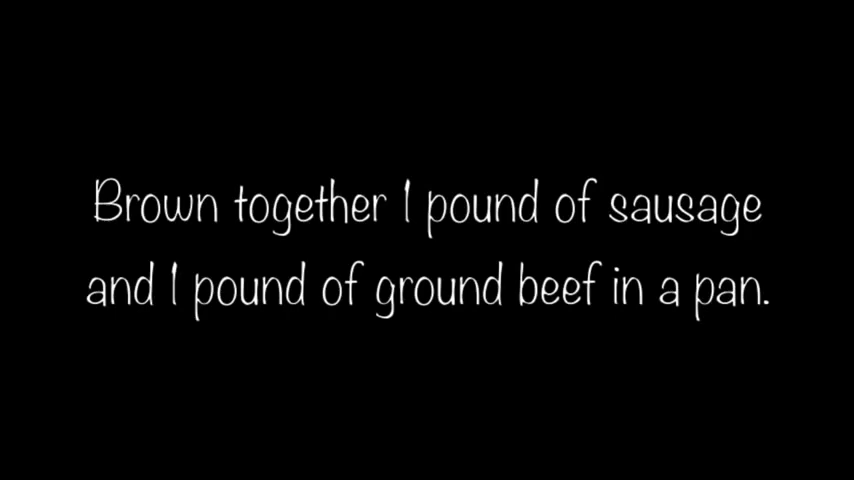 Brown together 1 pound of sausage
and 1 pound of ground beef in a pan.